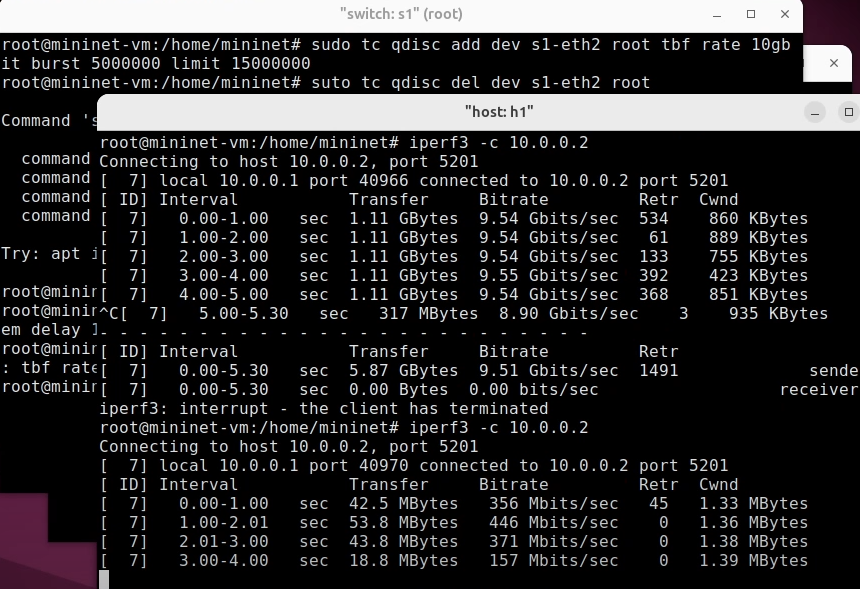 "switch: s1" (root)
root@mininet-vm:/home/mininet# sudo tc qdisc add dev s1-eth2 root tbf rate 10gb
it burst 5000000 limit 15000000
root@mininet-vm:/home/mininet# suto tc qdisc del dev s1-eth2 root
Command 's
command
command
command
command
Try: apt i
root@minin
root@minin
em delay 1
root@minin
: tbf rate
root@minin
"host: h1"
root@mininet-vm:/home/mininet# iperf3 -c 10.0.0.2
Connecting to host 10.0.0.2, port 5201
[  7] local 10.0.0.1 port 40966 connected to 10.0.0.2 port 5201
[ ID] Interval           Transfer     Bitrate         Retr  Cwnd
[  7]   0.00-1.00   sec  1.11 GBytes  9.54 Gbits/sec  534    860 KBytes
[  7]   1.00-2.00   sec  1.11 GBytes  9.54 Gbits/sec   61    889 KBytes
[  7]   2.00-3.00   sec  1.11 GBytes  9.54 Gbits/sec  133    755 KBytes
[  7]   3.00-4.00   sec  1.11 GBytes  9.55 Gbits/sec  392    423 KBytes
[  7]   4.00-5.00   sec  1.11 GBytes  9.54 Gbits/sec  368    851 KBytes
^C[  7]   5.00-5.30   sec   317 MBytes  8.90 Gbits/sec    3    935 KBytes
- - - - - - - - - - - - - - - - - - - - - - - - -
[ ID] Interval           Transfer     Bitrate         Retr
[  7]   0.00-5.30   sec  5.87 GBytes  9.51 Gbits/sec  1491             sende
[  7]   0.00-5.30   sec  0.00 Bytes  0.00 bits/sec                  receiver
iperf3: interrupt - the client has terminated
root@mininet-vm:/home/mininet# iperf3 -c 10.0.0.2
Connecting to host 10.0.0.2, port 5201
[  7] local 10.0.0.1 port 40970 connected to 10.0.0.2 port 5201
[ ID] Interval           Transfer     Bitrate         Retr  Cwnd
[  7]   0.00-1.00   sec  42.5 MBytes   356 Mbits/sec   45   1.33 MBytes
[  7]   1.00-2.01   sec  53.8 MBytes   446 Mbits/sec    0   1.36 MBytes
[  7]   2.01-3.00   sec  43.8 MBytes   371 Mbits/sec    0   1.38 MBytes
[  7]   3.00-4.00   sec  18.8 MBytes   157 Mbits/sec    0   1.39 MBytes